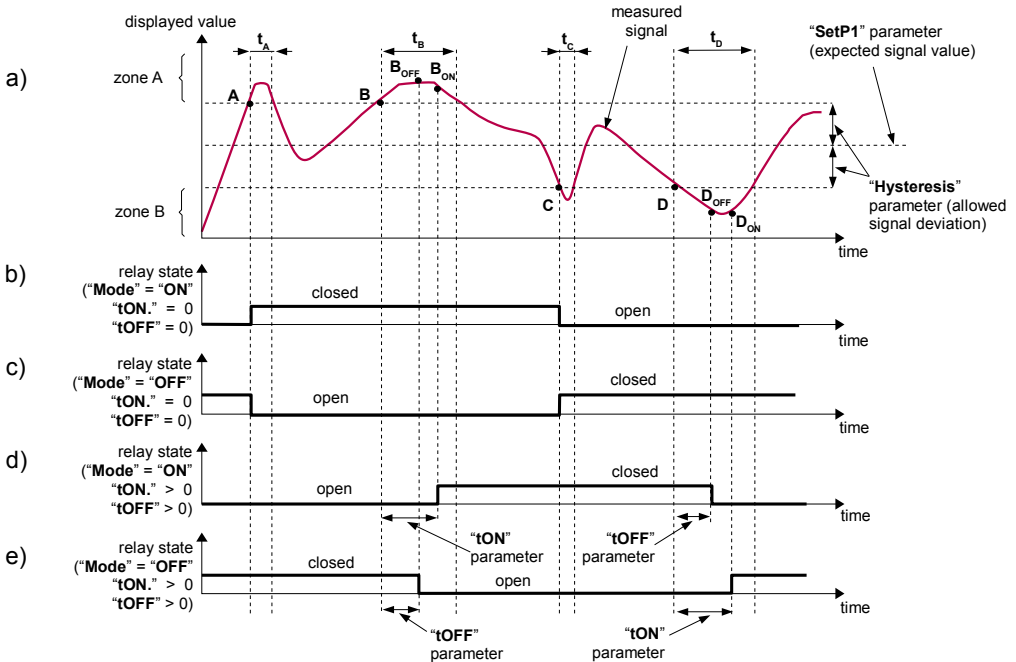 a)
displayed value
zone A
zone B
tA
tB
tC
tD
measured
signal
"SetP1" parameter
(expected signal value)
A
B
BOFF
BON
C
D
DOFF
DON
"Hysteresis"
parameter (allowed
signal deviation)
time
b)
relay state
("Mode" = "ON"
"tON." = 0
"tOFF" = 0)
closed
open
time
c)
relay state
("Mode" = "OFF"
"tON." = 0
"tOFF" = 0)
open
closed
time
d)
relay state
("Mode" = "ON"
"tON." > 0
"tOFF" > 0)
open
closed
time
"tON"
parameter
"tOFF"
parameter
e)
relay state
("Mode" = "OFF"
"tON." > 0
"tOFF" > 0)
closed
open
time
"tOFF"
parameter
"tON"
parameter